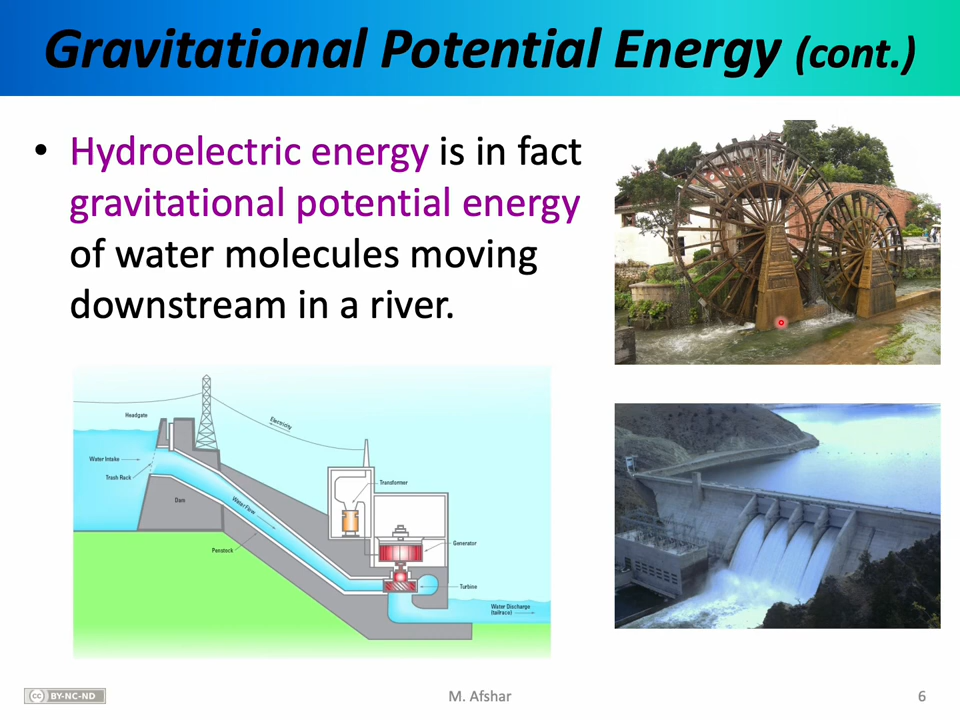 Gravitational Potential Energy (cont.)
• Hydroelectric energy is in fact
gravitational potential energy
of water molecules moving
downstream in a river.
Headgate
Electricity
Water Intake
Trash Rack
Transformer
Dam
Water Flow
Penstock
Generator
Turbine
Water Discharge
(tailrace)
cc BY-NC-ND
M. Afshar
6